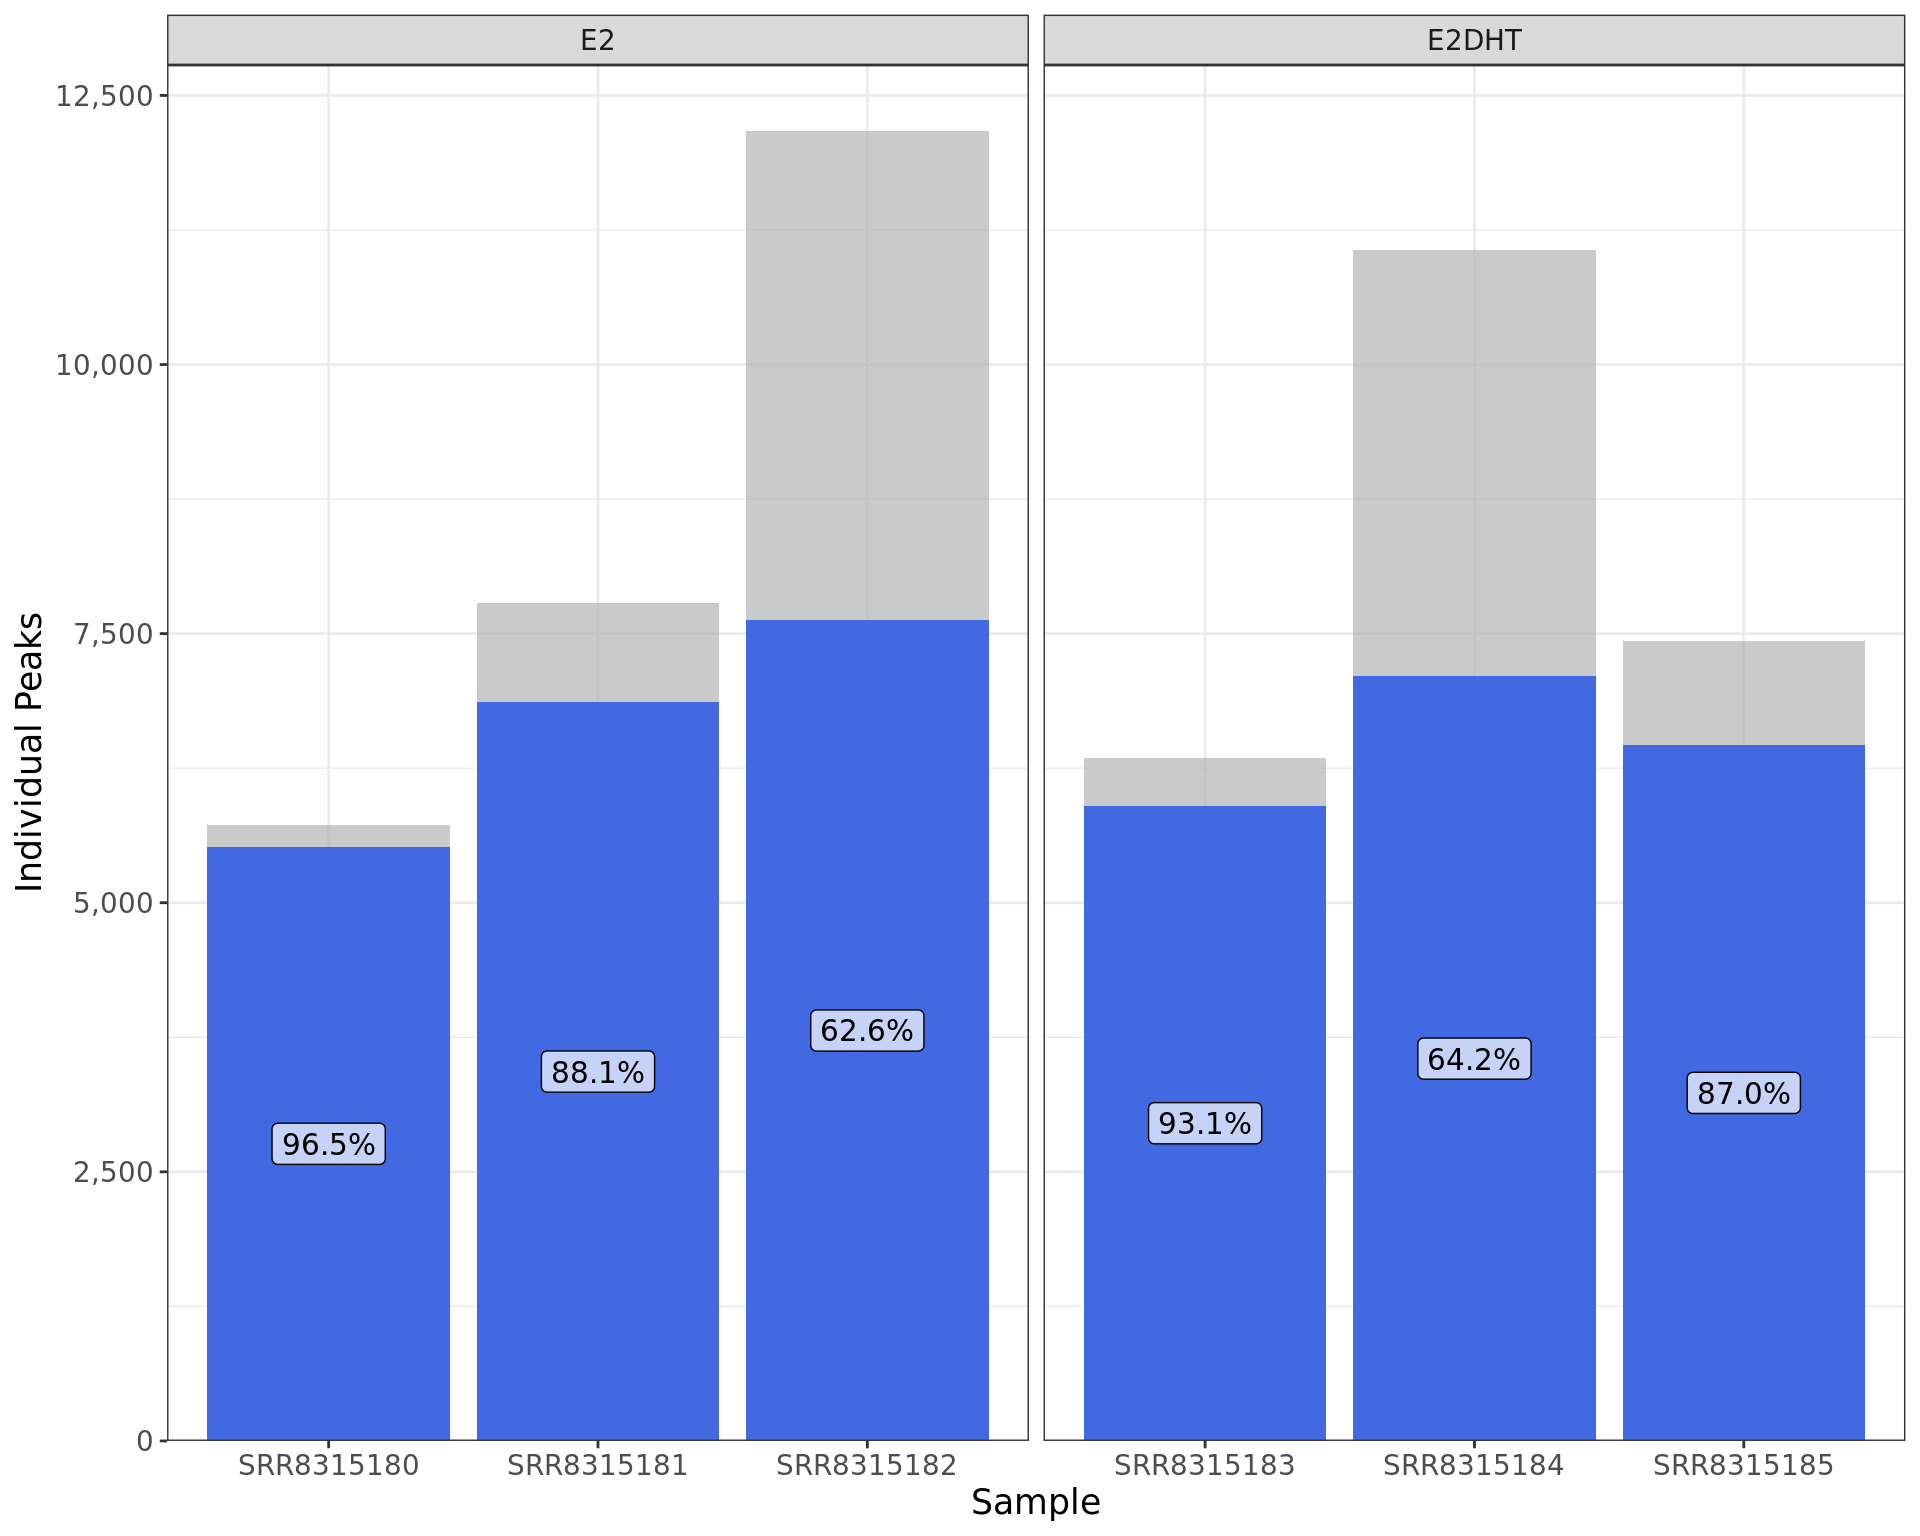 E2
E2DHT
12,500
10,000
7,500
5,000
2,500
0
Individual Peaks
96.5%
88.1%
62.6%
93.1%
64.2%
87.0%
SRR8315180
SRR8315181
SRR8315182
SRR8315183
SRR8315184
SRR8315185
Sample